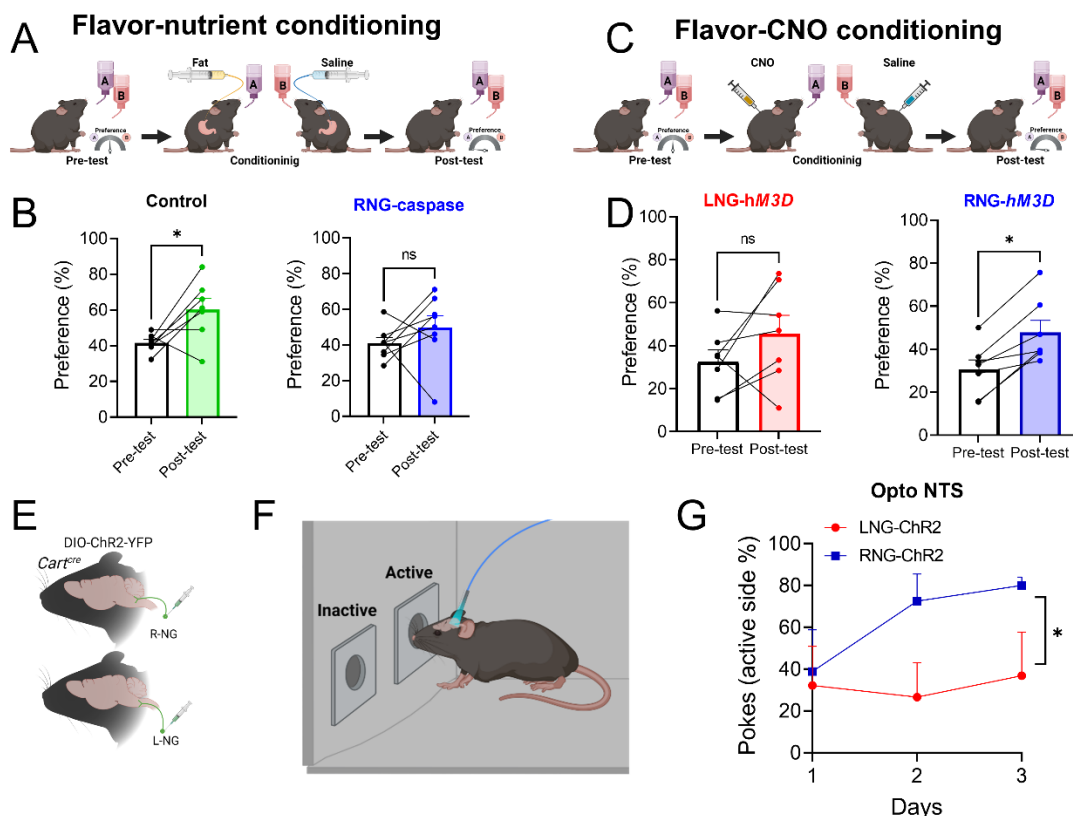 A
Flavor-nutrient conditioning
Fat
Saline
A
B
A
B
A
B
Preference
A
B
Pre-test
Conditioninig
Preference
A
B
Post-test
C
Flavor-CNO conditioning
CNO
Saline
A
B
A
B
A
B
Preference
A
B
Pre-test
Conditioninig
Preference
A
B
Post-test
B
Control
*
Preference (%)
100
80
60
40
20
0
Pre-test
Post-test
RNG-caspase
ns
Preference (%)
100
80
60
40
20
0
Pre-test
Post-test
D
LNG-hM3D
ns
Preference (%)
100
80
60
40
20
0
Pre-test
Post-test
RNG-hM3D
*
Preference (%)
100
80
60
40
20
0
Pre-test
Post-test
E
DIO-ChR2-YFP
Cartcre
R-NG
L-NG
F
Active
Inactive
G
Opto NTS
LNG-ChR2
RNG-ChR2
Pokes (active side %)
100
80
60
40
20
0
*
1
2
3
Days